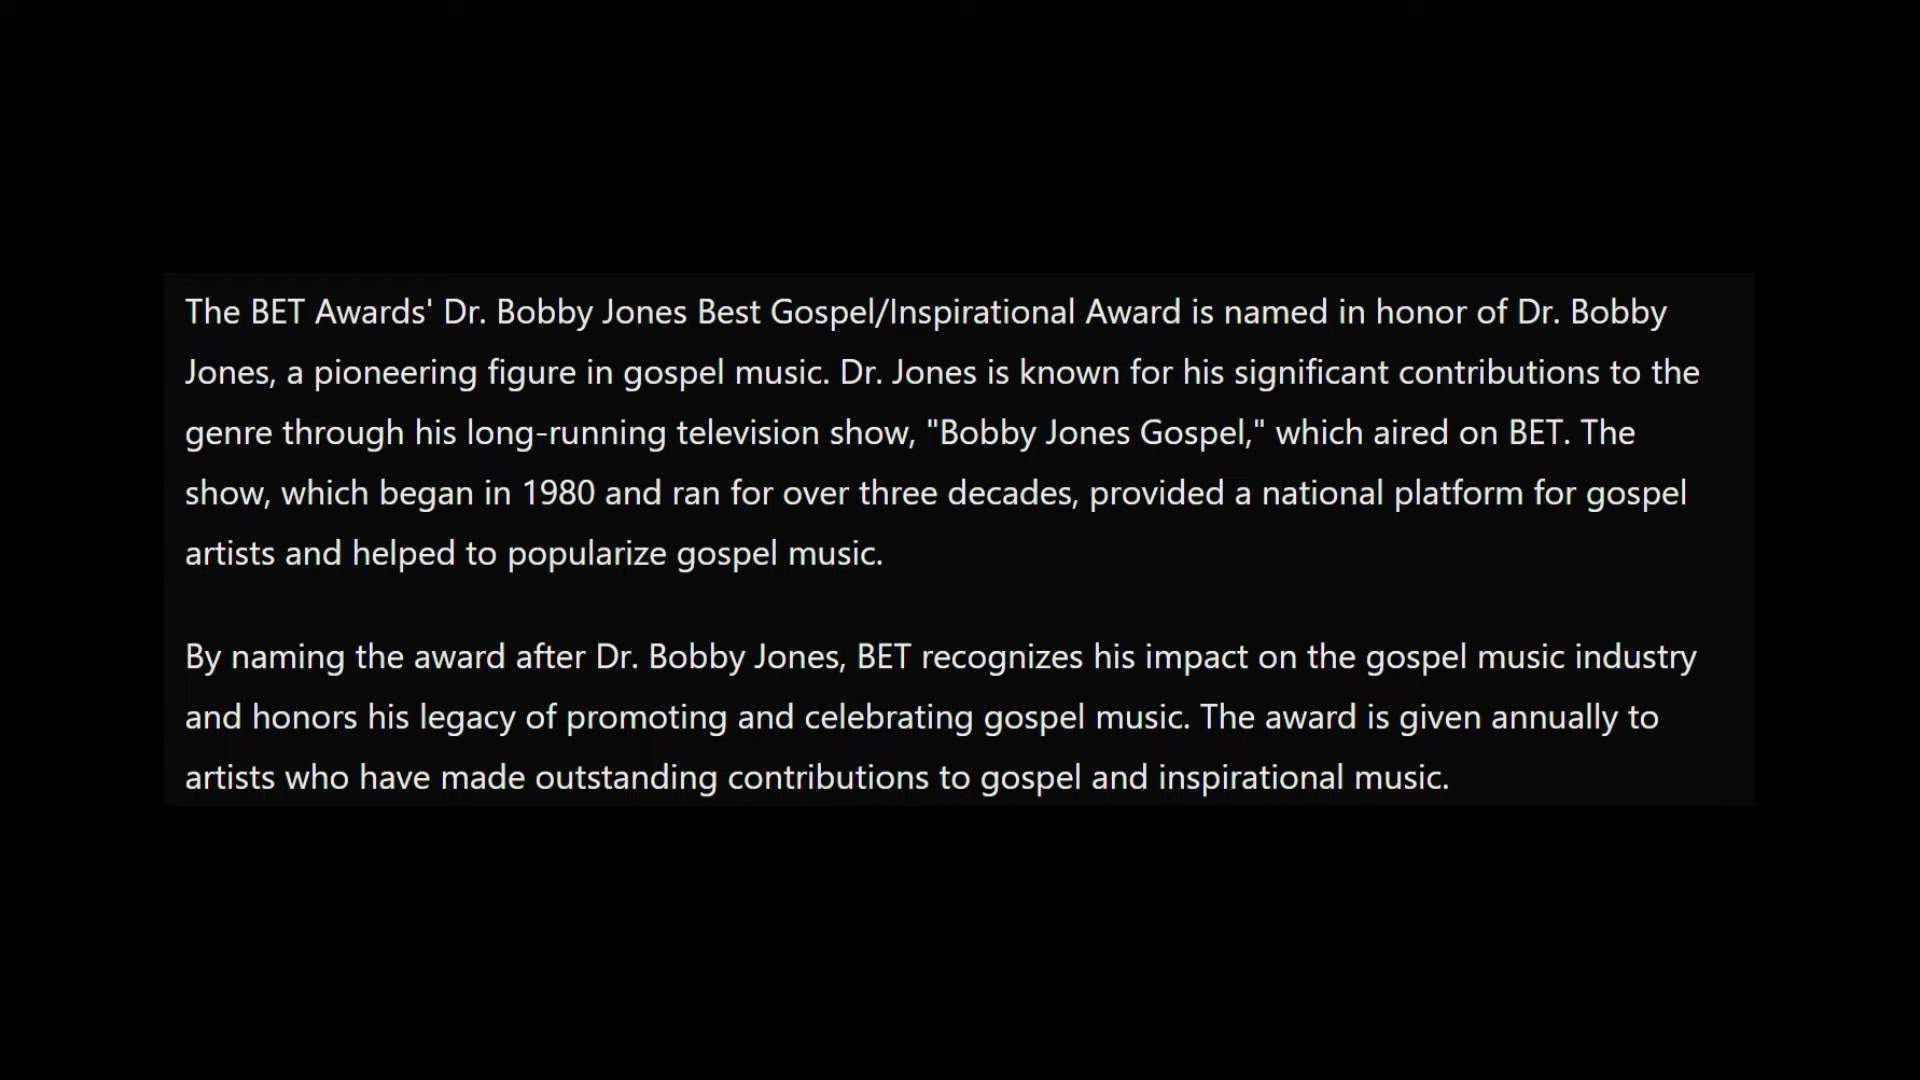 The BET Awards' Dr. Bobby Jones Best Gospel/Inspirational Award is named in honor of Dr. Bobby
Jones, a pioneering figure in gospel music. Dr. Jones is known for his significant contributions to the
genre through his long-running television show, "Bobby Jones Gospel," which aired on BET. The
show, which began in 1980 and ran for over three decades, provided a national platform for gospel
artists and helped to popularize gospel music.
By naming the award after Dr. Bobby Jones, BET recognizes his impact on the gospel music industry
and honors his legacy of promoting and celebrating gospel music. The award is given annually to
artists who have made outstanding contributions to gospel and inspirational music.